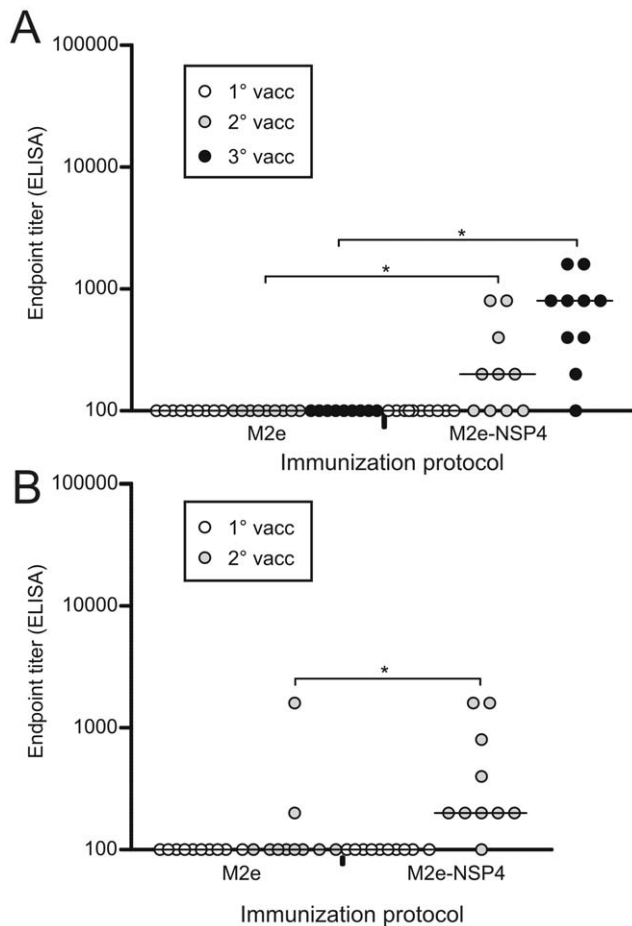 A
100000
1° vacc
2° vacc
3° vacc
10000
Endpoint titer (ELISA)
*
*
1000
100
M2e
M2e-NSP4
Immunization protocol
B
100000
1° vacc
2° vacc
10000
Endpoint titer (ELISA)
*
1000
100
M2e
M2e-NSP4
Immunization protocol